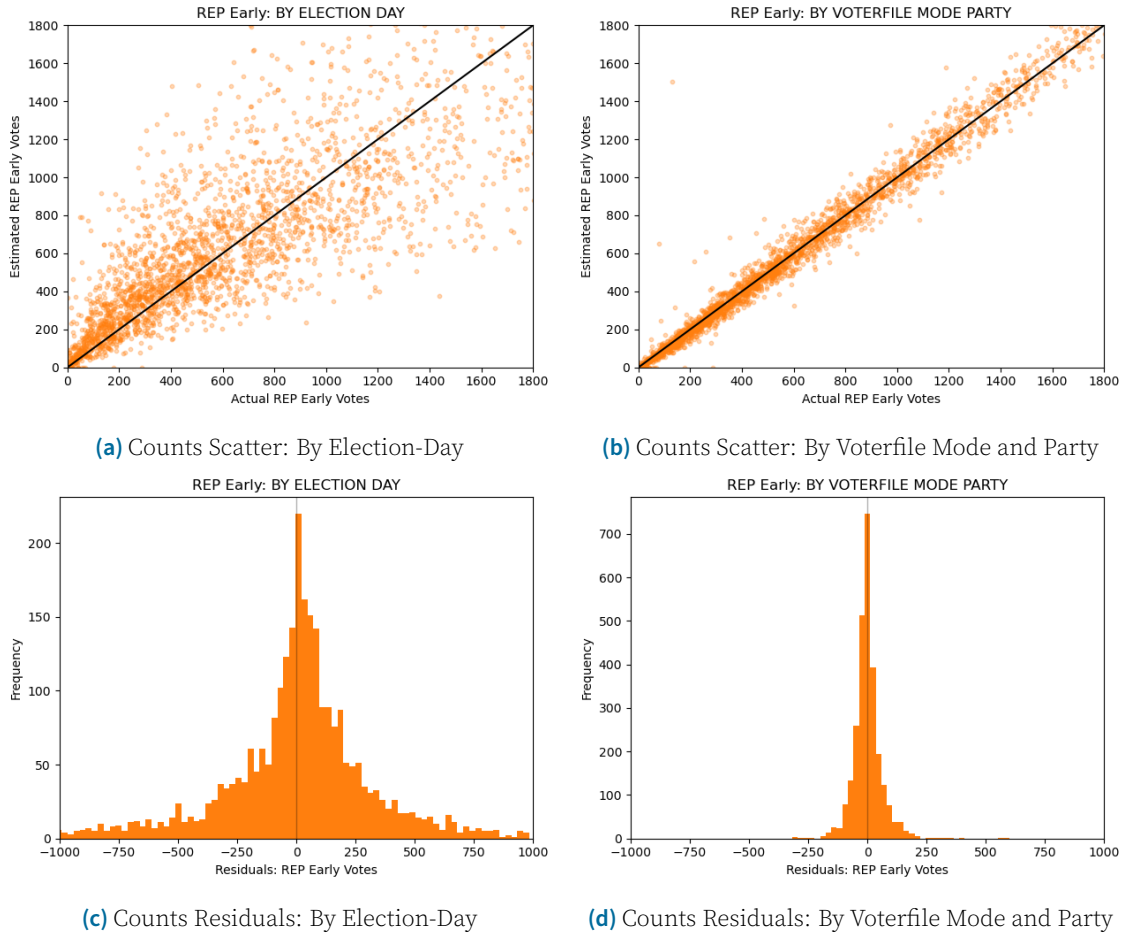 REP Early: BY ELECTION DAY
Estimated REP Early Votes
1800
1600
1400
1200
1000
800
600
400
200
0
0 200 400 600 800 1000 1200 1400 1600 1800
Actual REP Early Votes
(a) Counts Scatter: By Election-Day
REP Early: BY VOTERFILE MODE PARTY
Estimated REP Early Votes
1800
1600
1400
1200
1000
800
600
400
200
0
0 200 400 600 800 1000 1200 1400 1600 1800
Actual REP Early Votes
(b) Counts Scatter: By Voterfile Mode and Party
REP Early: BY ELECTION DAY
Frequency
200
150
100
50
0
−1000 −750 −500 −250 0 250 500 750 1000
Residuals: REP Early Votes
(c) Counts Residuals: By Election-Day
REP Early: BY VOTERFILE MODE PARTY
Frequency
700
600
500
400
300
200
100
0
−1000 −750 −500 −250 0 250 500 750 1000
Residuals: REP Early Votes
(d) Counts Residuals: By Voterfile Mode and Party